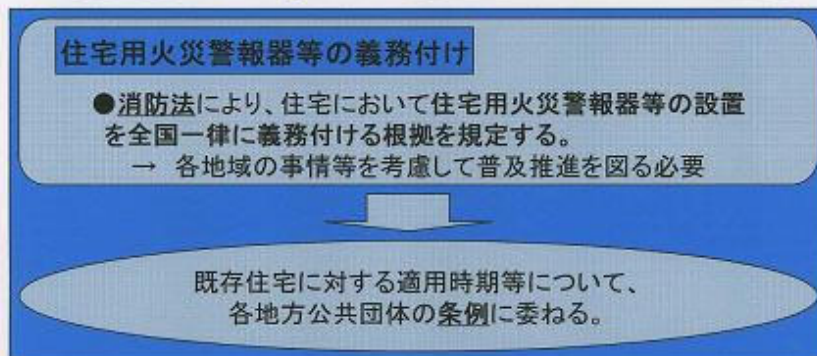 住宅用火災警報器等の義務付け
●消防法により、住宅において住宅用火災警報器等の設置
を全国一律に義務付ける根拠を規定する。
→ 各地域の事情等を考慮して普及推進を図る必要
既存住宅に対する適用時期等について、
各地方公共団体の条例に委ねる。